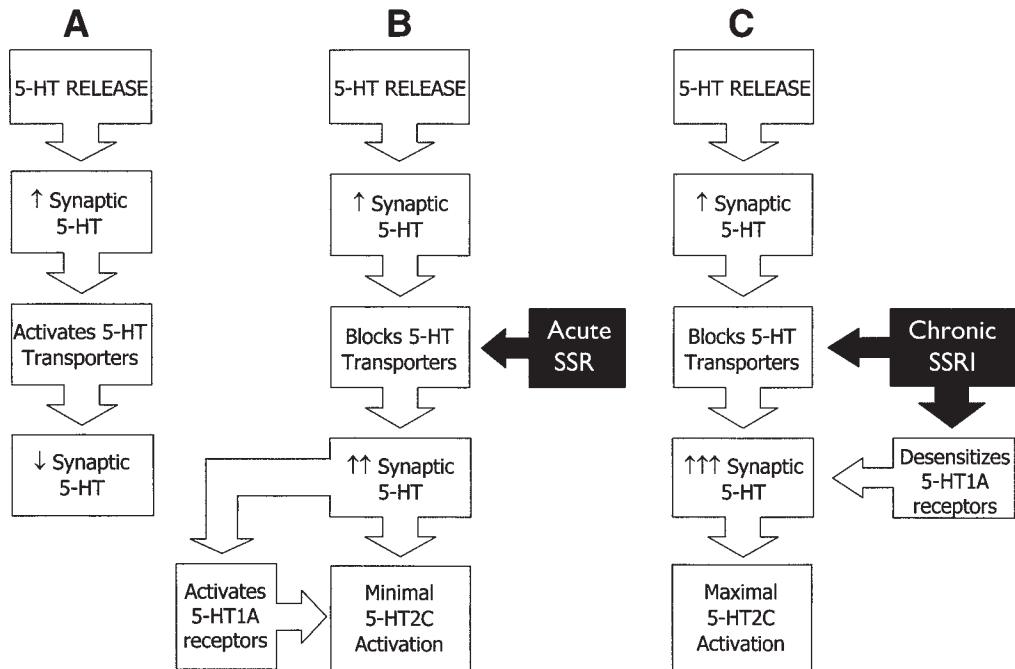 A
5-HT RELEASE
↑ Synaptic
5-HT
Activates 5-HT
Transporters
↓ Synaptic
5-HT
B
5-HT RELEASE
↑ Synaptic
5-HT
Blocks 5-HT
Transporters
Acute
SSR
↑↑ Synaptic
5-HT
Activates
5-HT1A
receptors
Minimal
5-HT2C
Activation
C
5-HT RELEASE
↑ Synaptic
5-HT
Blocks 5-HT
Transporters
Chronic
SSRI
↑↑↑ Synaptic
5-HT
Desensitizes
5-HT1A
receptors
Maximal
5-HT2C
Activation